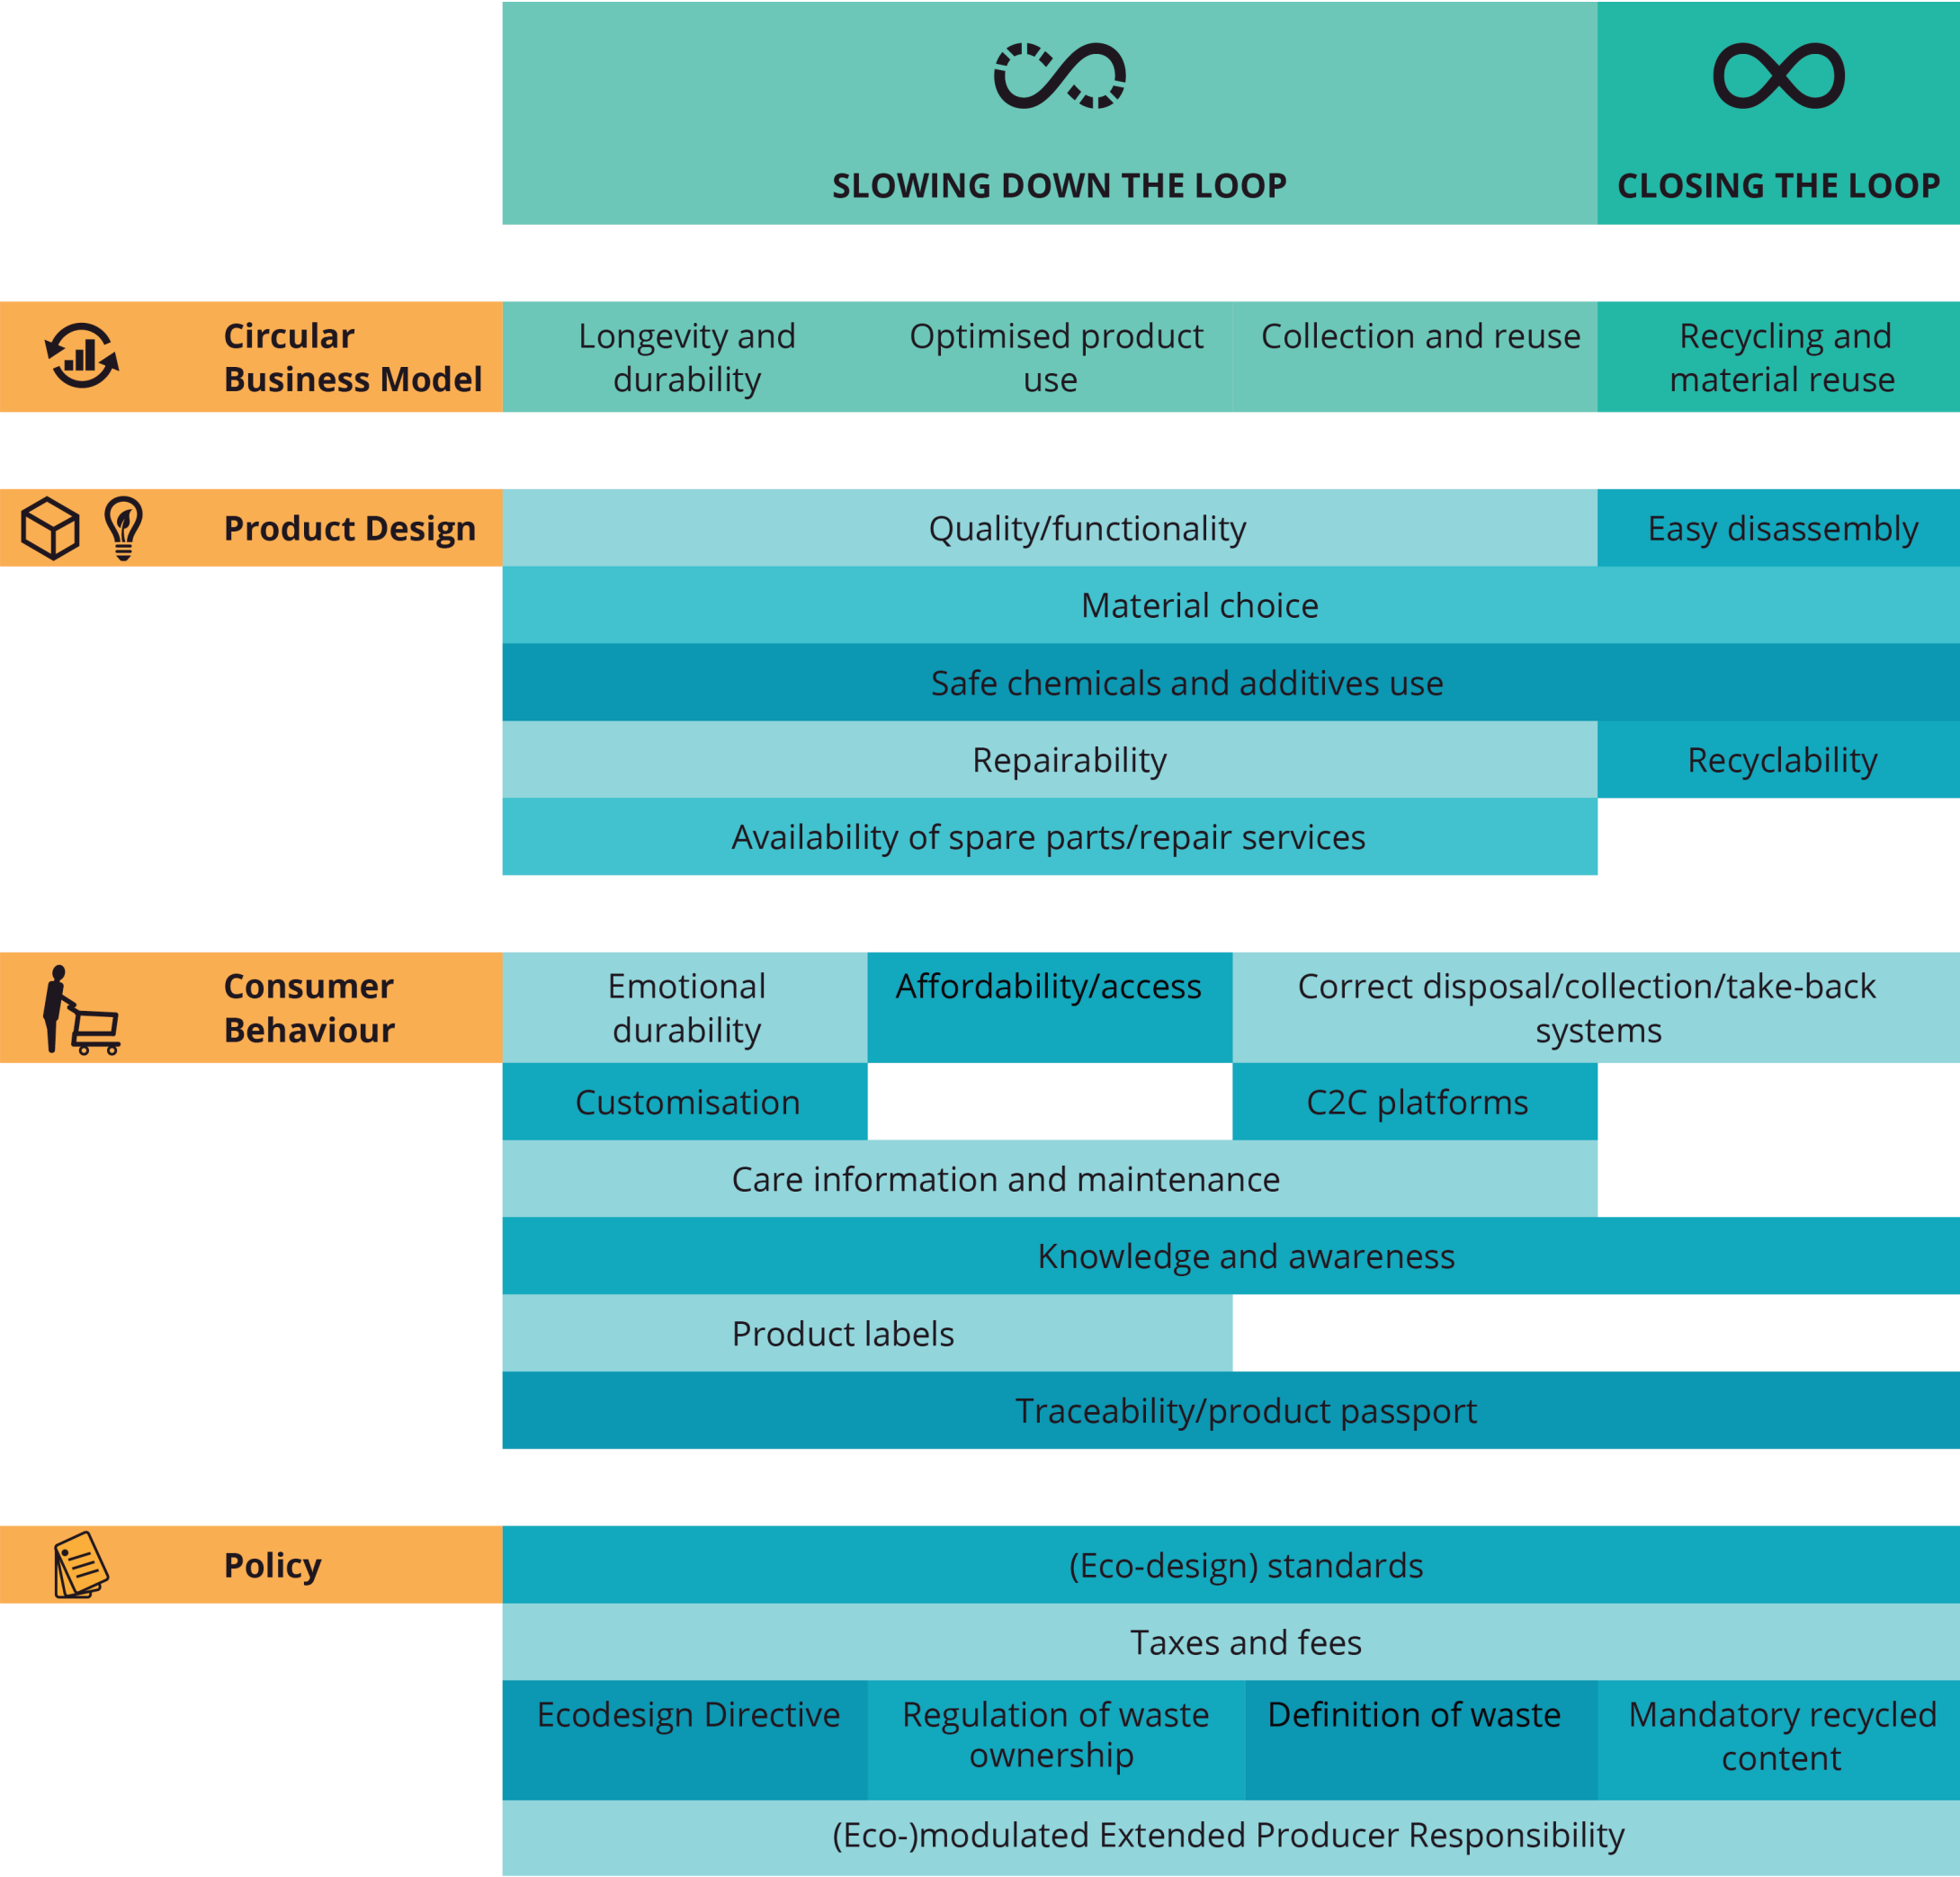 SLOWING DOWN THE LOOP
CLOSING THE LOOP
Circular
Business Model
Longevity and
durability
Optimised product
use
Collection and reuse
Recycling and
material reuse
Product Design
Quality/functionality
Easy disassembly
Material choice
Safe chemicals and additives use
Repairability
Recyclability
Availability of spare parts/repair services
Consumer
Behaviour
Emotional
durability
Affordability/access
Correct disposal/collection/take-back
systems
Customisation
C2C platforms
Care information and maintenance
Knowledge and awareness
Product labels
Traceability/product passport
Policy
(Eco-design) standards
Taxes and fees
Ecodesign Directive
Regulation of waste
ownership
Definition of waste
Mandatory recycled
content
(Eco-)modulated Extended Producer Responsibility